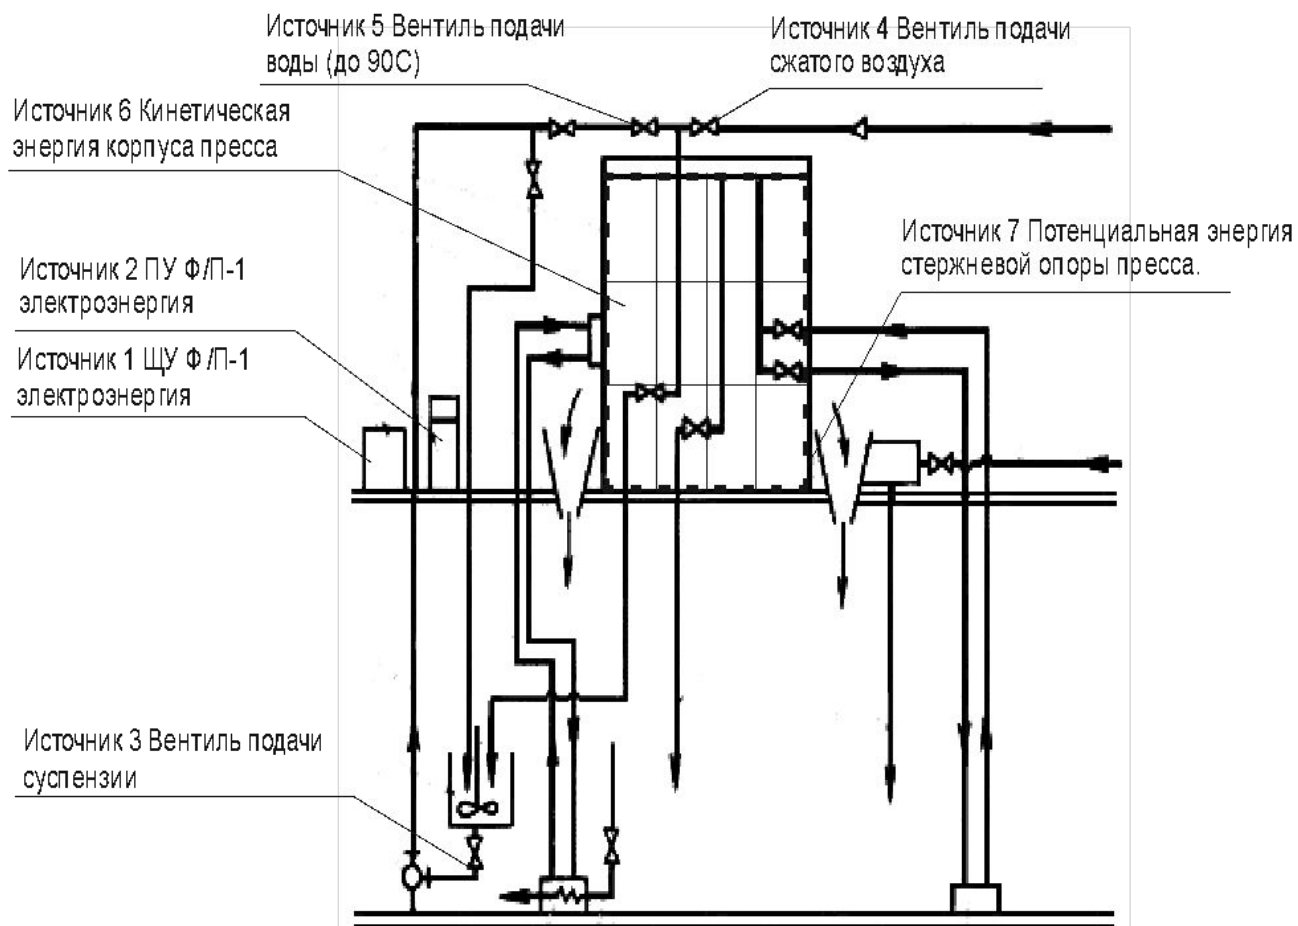 Источник 5 Вентиль подачи
воды (до 90С)
Источник 4 Вентиль подачи
сжатого воздуха
Источник 6 Кинетическая
энергия корпуса пресса
Источник 7 Потенциальная энергия
стержневой опоры пресса.
Источник 2 ПУ Ф/П-1
электроэнергия
Источник 1 ЩУ Ф/П-1
электроэнергия
Источник 3 Вентиль подачи
суспензии